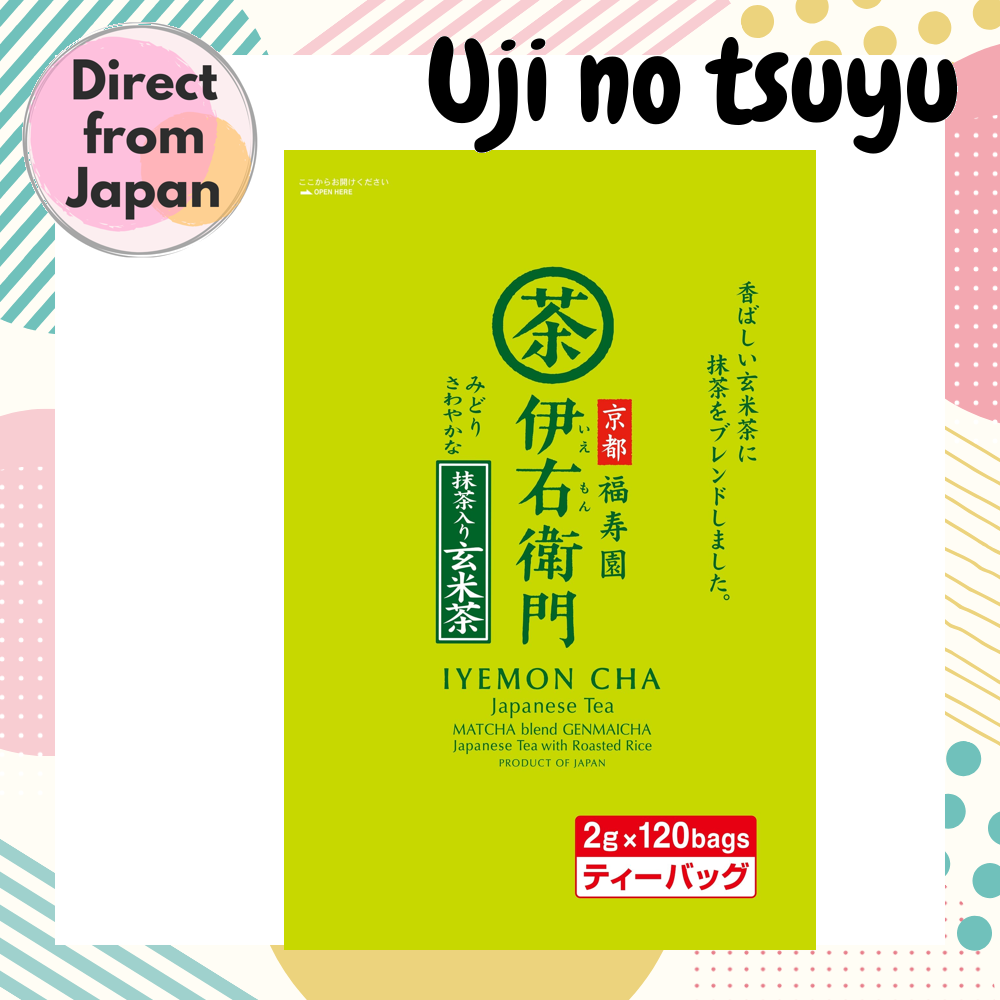 Direct
from
Japan
Uji no tsuyu
ここからお開けください
OPEN HERE
茶
香ばしい玄米茶に
抹茶をブレンドしました。
京都
福寿園
伊右衛門
いえ
もん
みどり
さわやかな
抹茶入り玄米茶
IYEMON CHA
Japanese Tea
MATCHA blend GENMAICHA
Japanese Tea with Roasted Rice
PRODUCT OF JAPAN
2g×120bags
ティーバッグ